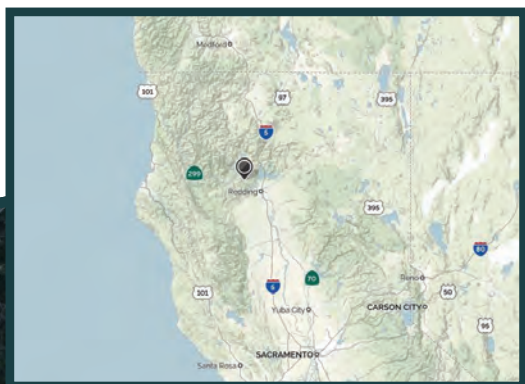 Medford
101
97
395
5
299
Redding
395
80
70
Reno
101
5
50
Yuba City
CARSON CITY
95
SACRAMENTO
Santa Rosa